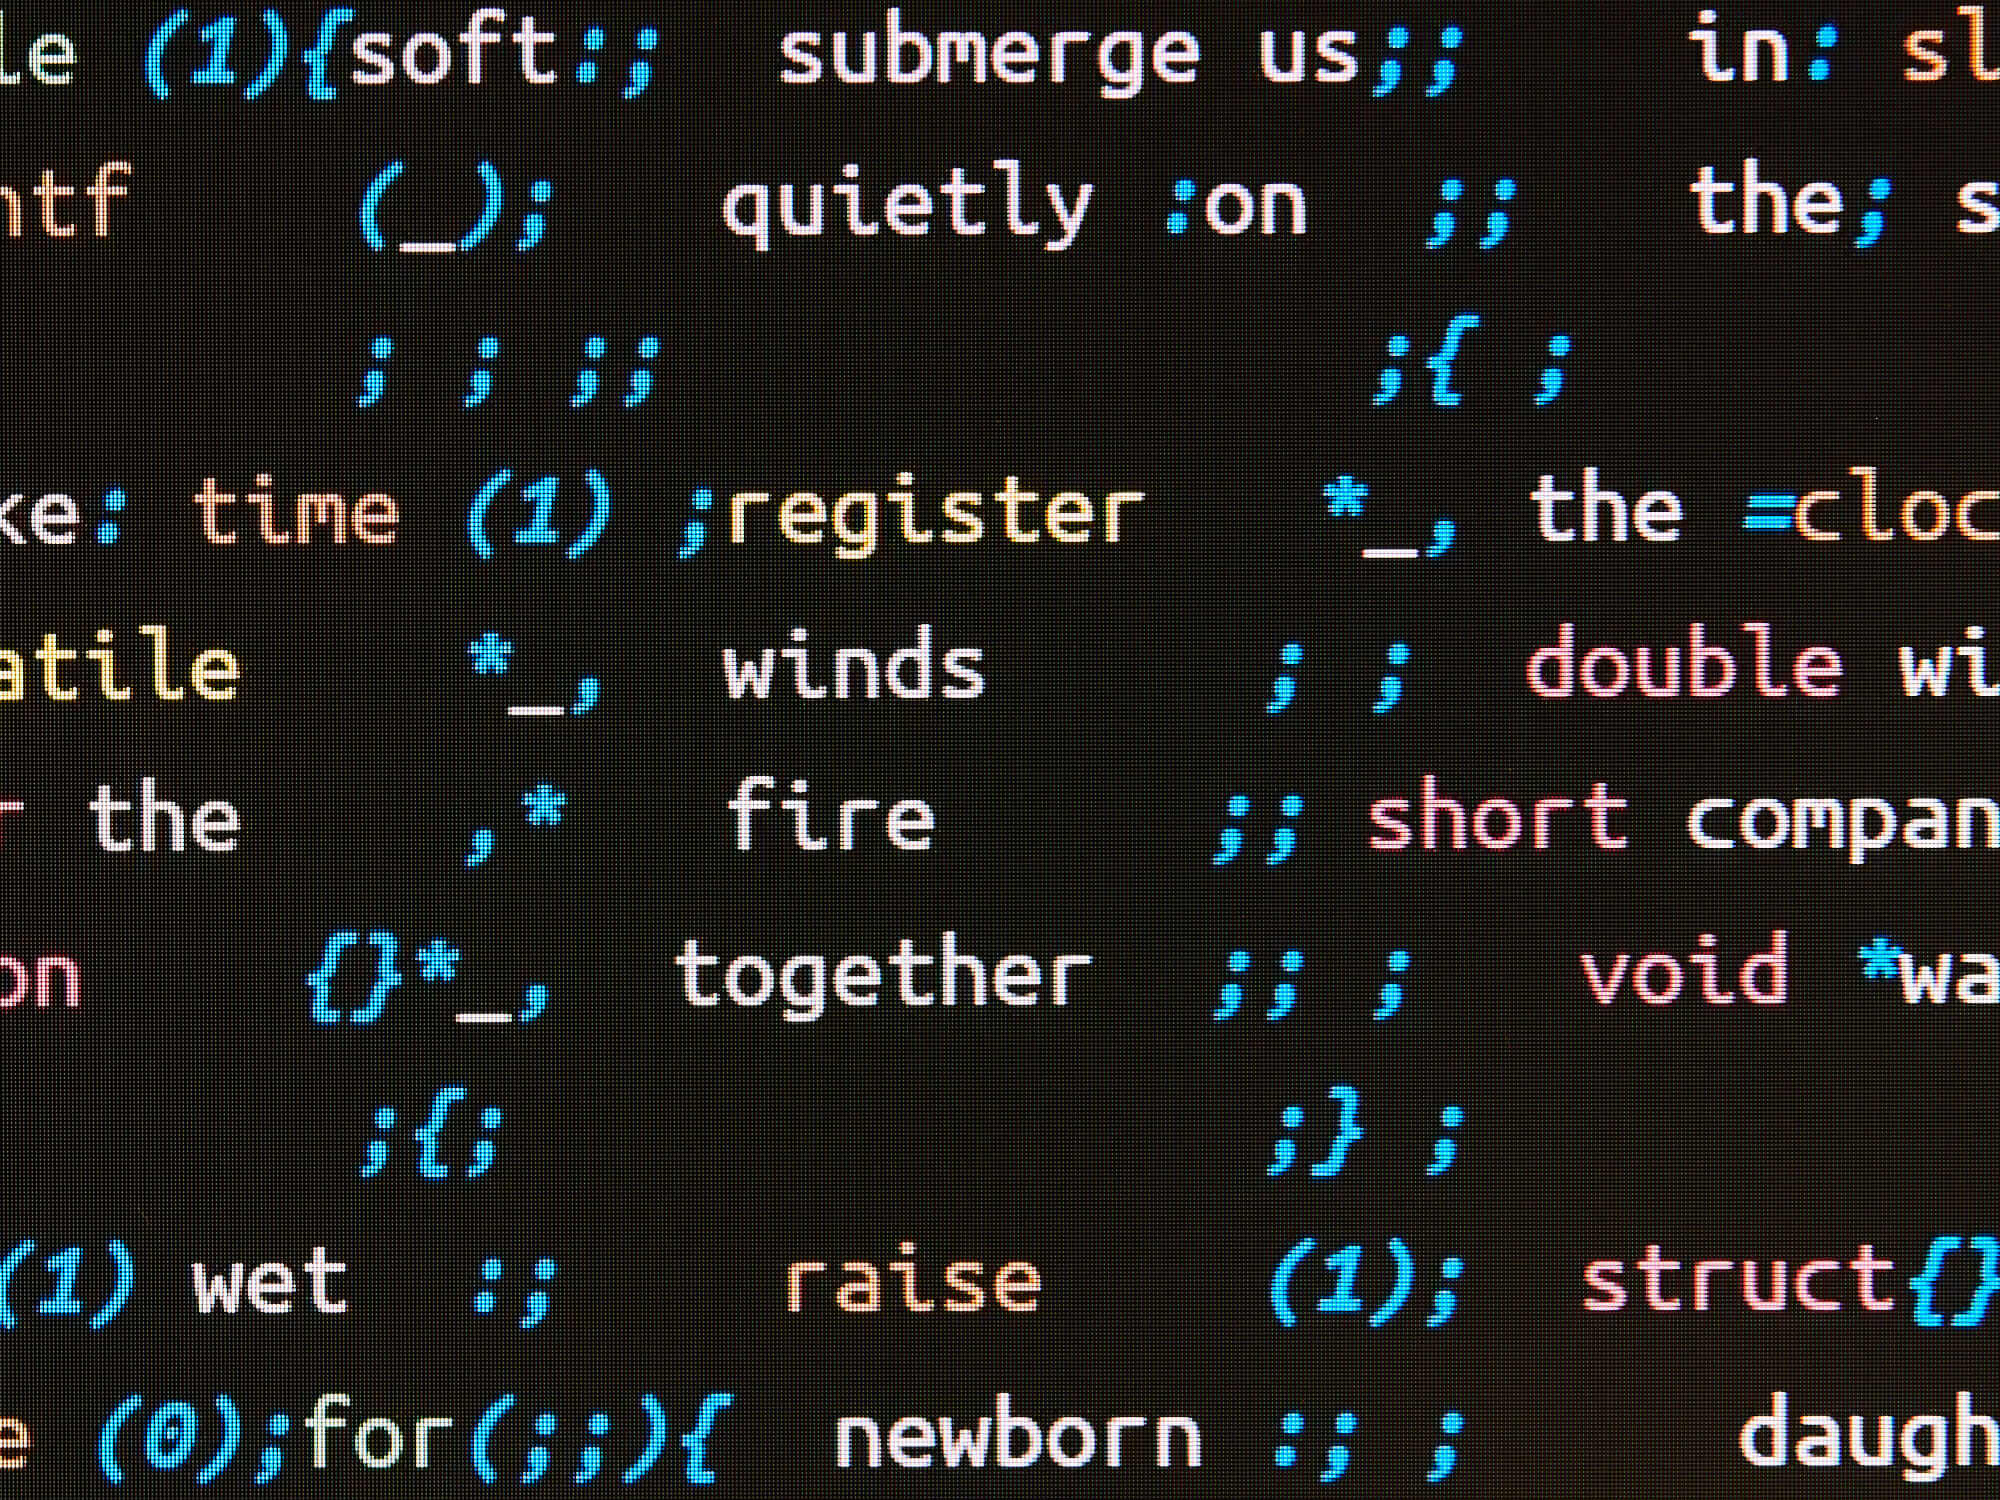 le (1){soft:; submerge us;; in: sl
ntf (_); quietly :on ;; the; s
; ; ;; ;{ ;
ke: time (1) ;register *_, the =cloc
atile *_, winds ; ; double wi
r the ,* fire ;; short compan
on {}*_, together ;; ; void *wa
;{; ;} ;
(1) wet :; raise (1); struct{}
e (0);for(;;){ newborn :; ; daugh